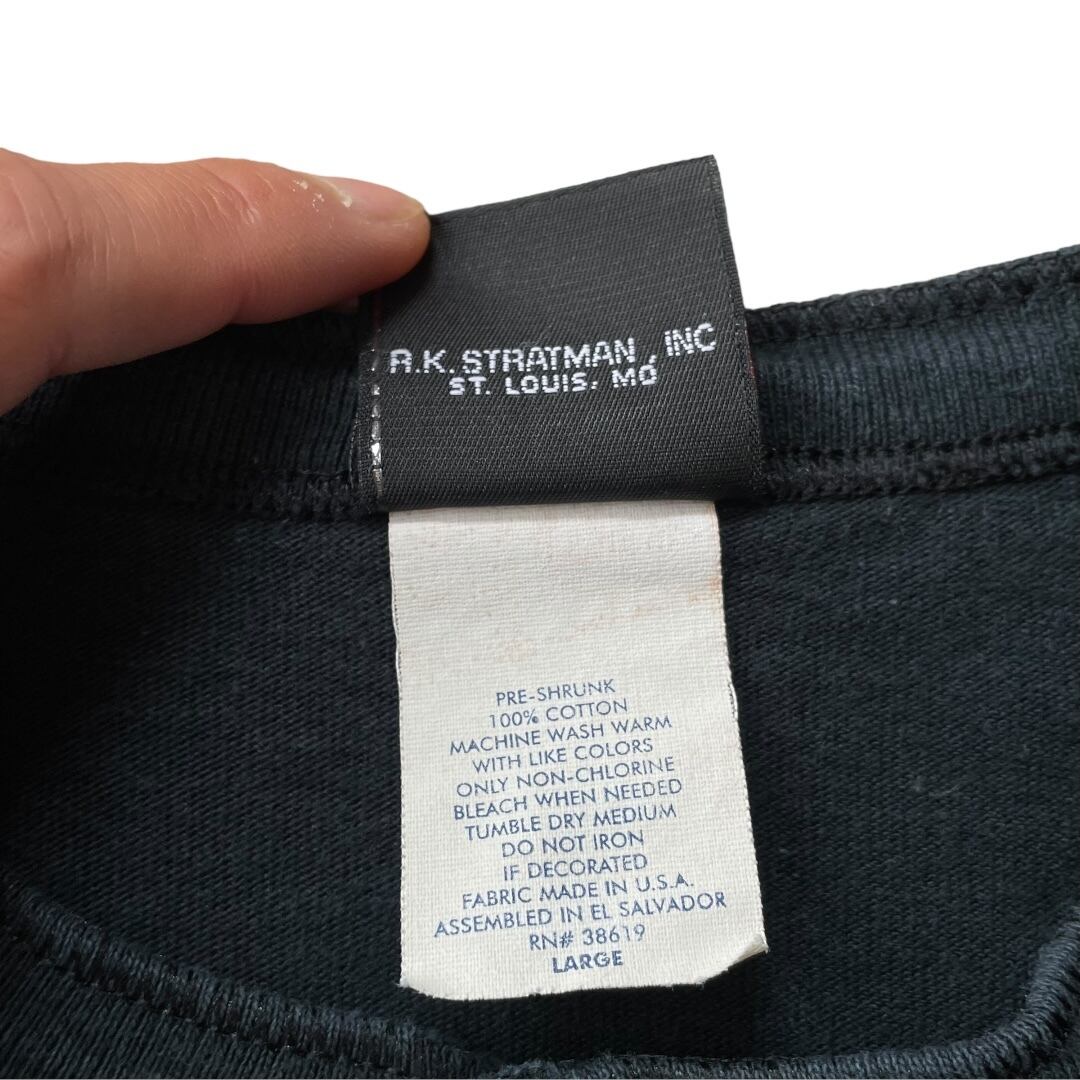 R.K. STRATMAN, INC
ST. LOUIS, MO
PRE-SHRUNK
100% COTTON
MACHINE WASH WARM
WITH LIKE COLORS
ONLY NON-CHLORINE
BLEACH WHEN NEEDED
TUMBLE DRY MEDIUM
DO NOT IRON
IF DECORATED
FABRIC MADE IN U.S.A.
ASSEMBLED IN EL SALVADOR
RN# 38619
LARGE